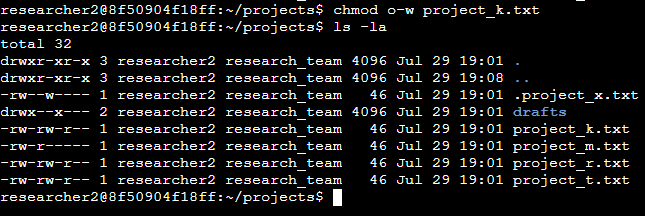 researcher2@8f50904f18ff:~/projects$ chmod o-w project_k.txt
researcher2@8f50904f18ff:~/projects$ ls -la
total 32
drwxr-xr-x 3 researcher2 research_team 4096 Jul 29 19:01 .
drwxr-xr-x 3 researcher2 research_team 4096 Jul 29 19:08 ..
-rw--w---- 1 researcher2 research_team   46 Jul 29 19:01 .project_x.txt
drwx--x--- 2 researcher2 research_team 4096 Jul 29 19:01 drafts
-rw-rw-r-- 1 researcher2 research_team   46 Jul 29 19:01 project_k.txt
-rw-r----- 1 researcher2 research_team   46 Jul 29 19:01 project_m.txt
-rw-rw-r-- 1 researcher2 research_team   46 Jul 29 19:01 project_r.txt
-rw-rw-r-- 1 researcher2 research_team   46 Jul 29 19:01 project_t.txt
researcher2@8f50904f18ff:~/projects$